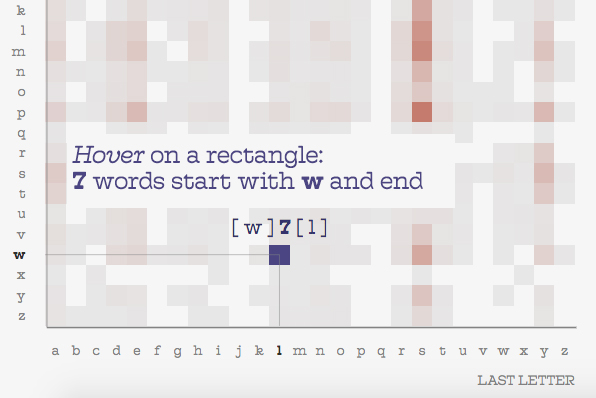 k
l
m
n
o
p
q
r
Hover on a rectangle:
s
7 words start with w and end
t
u
[w]7[l]
v
w
x
y
z
a b c d e f g h i j k l m n o p q r s t u v w x y z
LAST LETTER